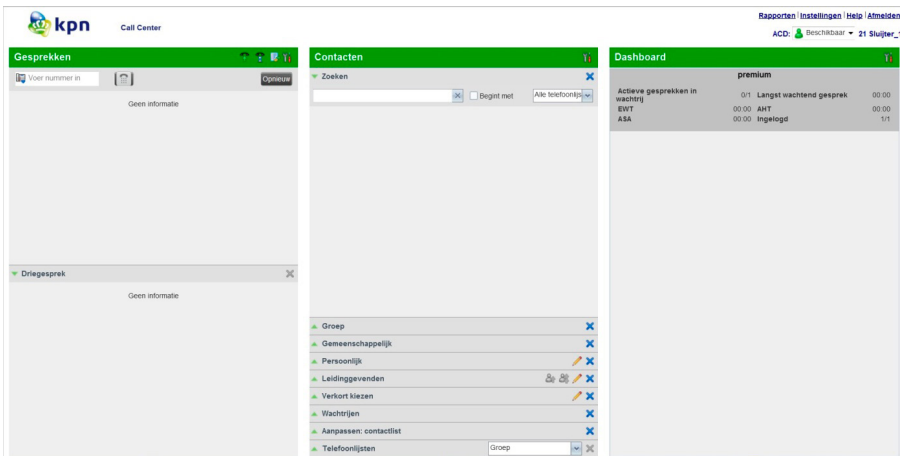 Rapporten Instellingen Help Afmelden
kpn Call Center
ACD: Beschikbaar 21 Sluijter_
Gesprekken
Voer nummer in Opnieuw
Geen informatie
Driegesprek
Geen informatie
Contacten
Zoeken
Begint met Alle telefoonlijs
Groep
Gemeenschappelijk
Persoonlijk
Leidinggevenden
Verkort kiezen
Wachtrijen
Aanpassen: contactlist
Telefoonlijsten Groep
Dashboard
premium
Actieve gesprekken in wachtrij 0/1 Langst wachtend gesprek 00:00
EWT 00:00 AHT 00:00
ASA 00:00 Ingelogd 1/1